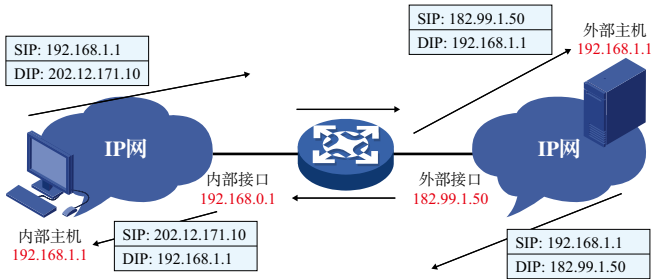 SIP: 182.99.1.50
DIP: 192.168.1.1
外部主机
192.168.1.1
SIP: 192.168.1.1
DIP: 202.12.171.10
IP网
IP网
内部接口
192.168.0.1
外部接口
182.99.1.50
内部主机
192.168.1.1
SIP: 202.12.171.10
DIP: 192.168.1.1
SIP: 192.168.1.1
DIP: 182.99.1.50